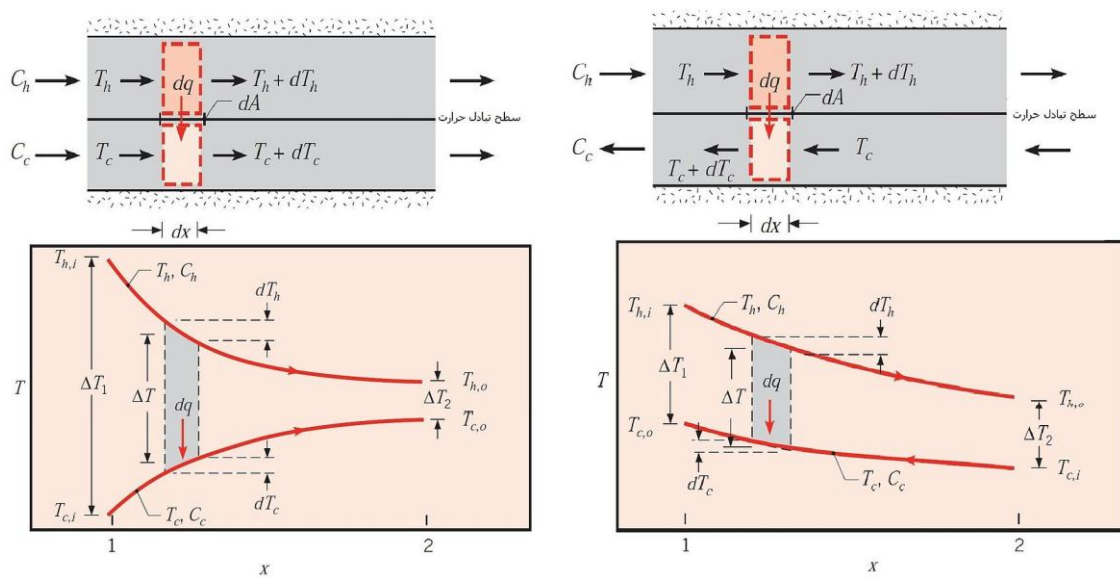 C_h T_h dq T_h + dT_h
dA
سطح تبادل حرارت
C_c T_c T_c + dT_c
dx
T_{h,i}
T_h, C_h
dT_h
ΔT_1
T
ΔT
dq
T_{h,o}
ΔT_2
T_{c,o}
dT_c
T_{c,i}
T_c, C_c
1 2
x
C_h T_h dq T_h + dT_h
dA
سطح تبادل حرارت
C_c T_c + dT_c T_c
dx
T_{h,i}
T_h, C_h
dT_h
T
ΔT_1
ΔT
dq
T_{h,o}
T_{c,o}
ΔT_2
dT_c
T_c, C_c
T_{c,i}
1 2
x